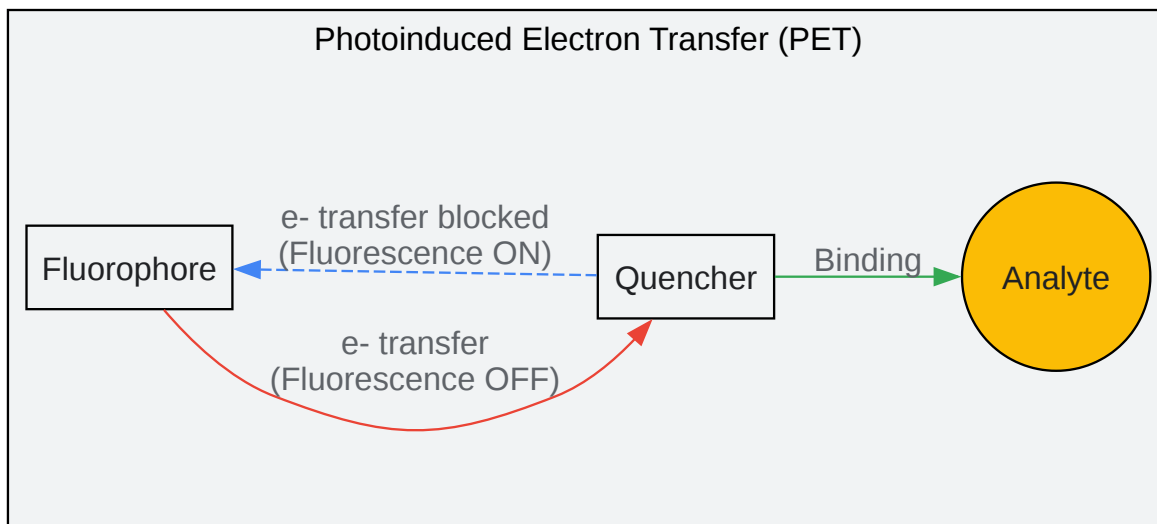 Photoinduced Electron Transfer (PET)
e- transfer blocked
(Fluorescence ON)
Fluorophore
Quencher
Binding
Analyte
e- transfer
(Fluorescence OFF)